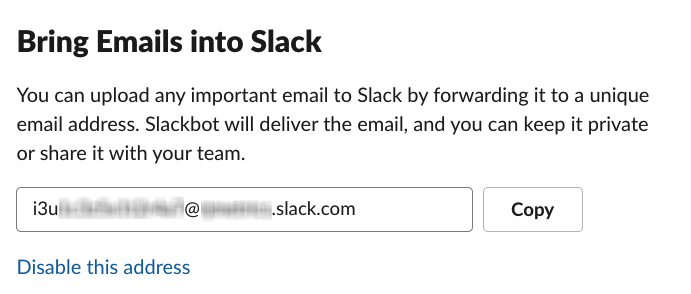 Bring Emails into Slack
You can upload any important email to Slack by forwarding it to a unique
email address. Slackbot will deliver the email, and you can keep it private
or share it with your team.
i3u @ .slack.com
Copy
Disable this address